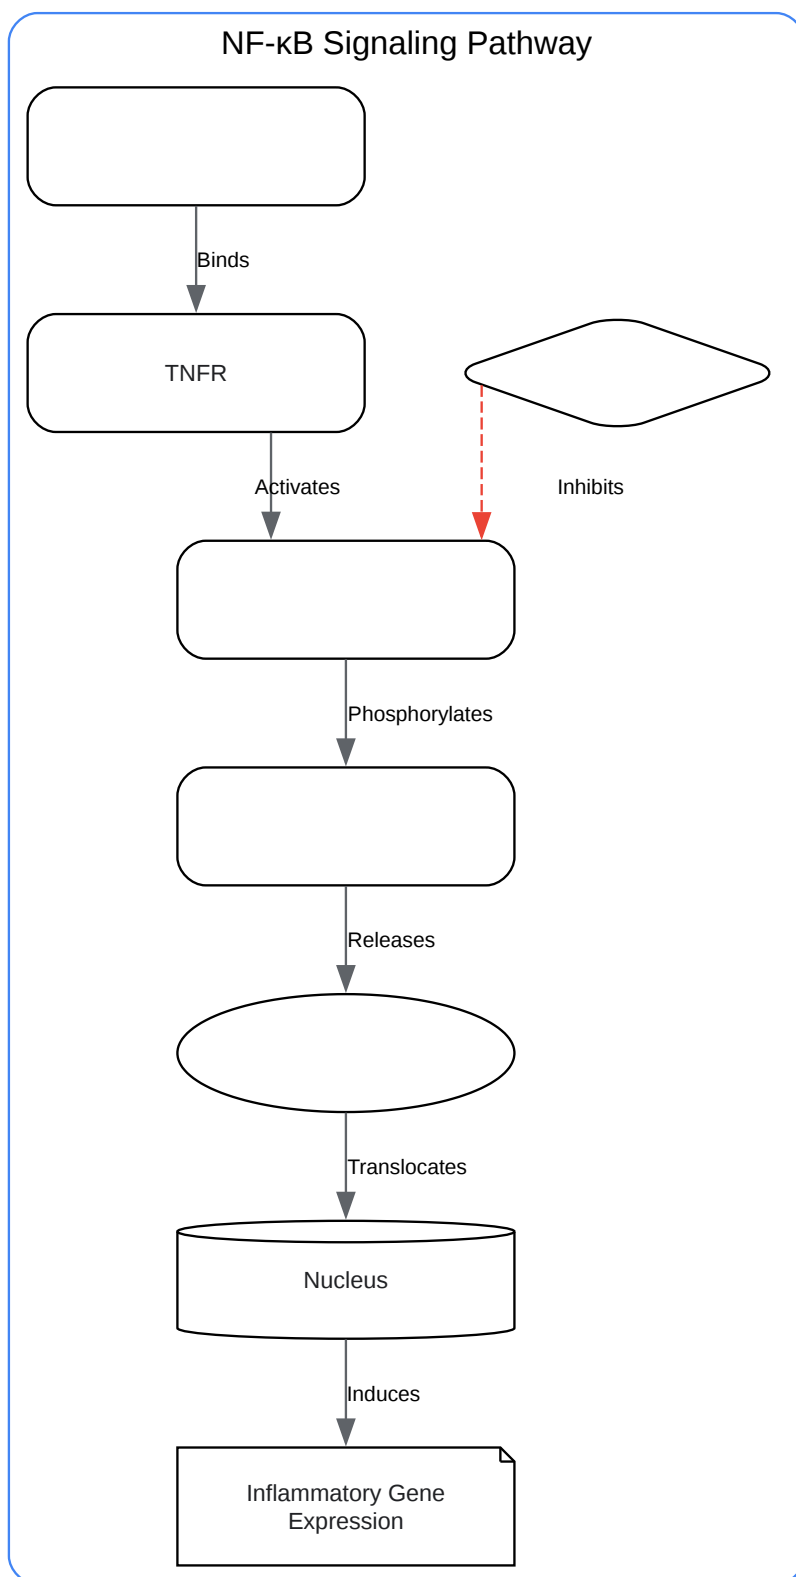 NF-κB Signaling Pathway
Binds
TNFR
Activates
Inhibits
Phosphorylates
Releases
Translocates
Nucleus
Induces
Inflammatory Gene
Expression